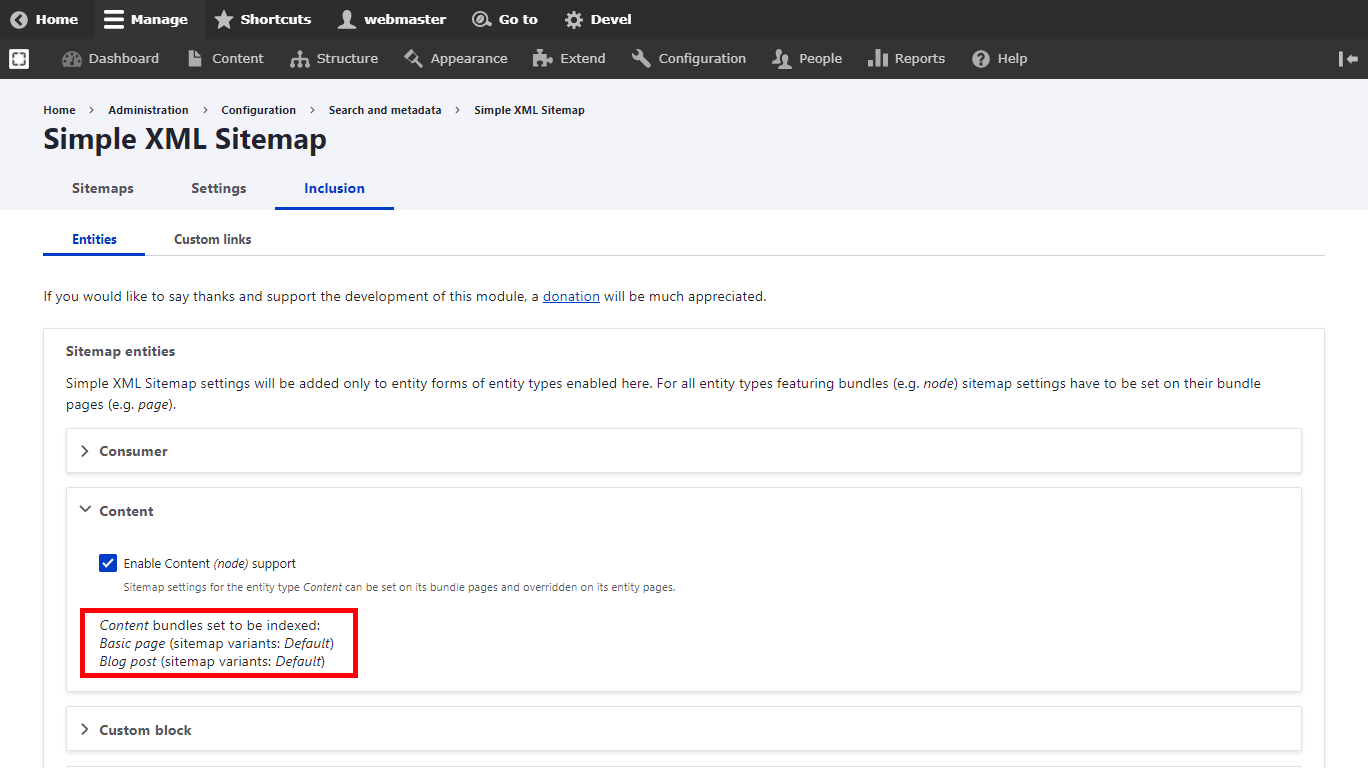 Home Manage Shortcuts webmaster Go to Devel
Dashboard Content Structure Appearance Extend Configuration People Reports Help
Home > Administration > Configuration > Search and metadata > Simple XML Sitemap
Simple XML Sitemap
Sitemaps Settings Inclusion
Entities Custom links
If you would like to say thanks and support the development of this module, a donation will be much appreciated.
Sitemap entities
Simple XML Sitemap settings will be added only to entity forms of entity types enabled here. For all entity types featuring bundles (e.g. node) sitemap settings have to be set on their bundle
pages (e.g. page).
Consumer
Content
Enable Content (node) support
Sitemap settings for the entity type Content can be set on its bundle pages and overridden on its entity pages.
Content bundles set to be indexed:
Basic page (sitemap variants: Default)
Blog post (sitemap variants: Default)
Custom block